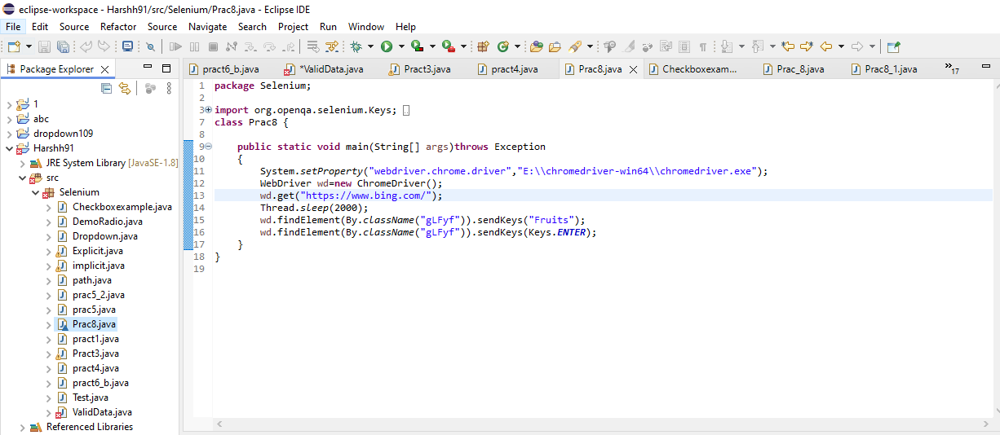 eclipse-workspace - Harshh91/src/Selenium/Prac8.java - Eclipse IDE
File Edit Source Refactor Source Navigate Search Project Run Window Help
Package Explorer
pract6_b.java *ValidData.java Pract3.java pract4.java Prac8.java Checkboxexam... Prac_8.java Prac8_1.java »17
1
abc
dropdown109
Harshh91
JRE System Library [JavaSE-1.8]
src
Selenium
Checkboxexample.java
DemoRadio.java
Dropdown.java
Explicit.java
implicit.java
path.java
prac5_2.java
prac5.java
Prac8.java
pract1.java
Pract3.java
pract4.java
pract6_b.java
Test.java
ValidData.java
Referenced Libraries
1 package Selenium;
2
3 import org.openqa.selenium.Keys;
7 class Prac8 {
8
9 public static void main(String[] args)throws Exception
10 {
11 System.setProperty("webdriver.chrome.driver","E:\\chromedriver-win64\\chromedriver.exe");
12 WebDriver wd=new ChromeDriver();
13 wd.get("https://www.bing.com/");
14 Thread.sleep(2000);
15 wd.findElement(By.className("gLFyf")).sendKeys("Fruits");
16 wd.findElement(By.className("gLFyf")).sendKeys(Keys.ENTER);
17 }
18 }
19